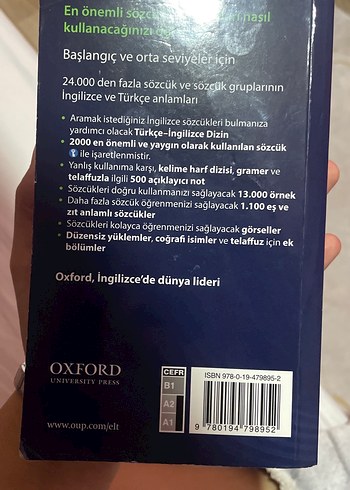 En önemli nasıl
kullanacağınızı
Başlangıç ve orta seviyeler için
24.000 den fazla sözcük ve sözcük gruplarının
İngilizce ve Türkçe anlamları
• Aramak istediğiniz İngilizce sözcükleri bulmanıza
yardımcı olacak Türkçe–İngilizce Dizin
• 2000 en önemli ve yaygın olarak kullanılan sözcük
ile işaretlenmiştir.
• Yanlış kullanıma karşı, kelime harf dizisi, gramer ve
telaffuzla ilgili 500 açıklayıcı not
• Sözcükleri doğru kullanmanızı sağlayacak 13.000 örnek
• Daha fazla sözcük öğrenmenizi sağlayacak 1.100 eş ve
zıt anlamlı sözcükler
• Sözcükleri kolayca öğrenmenizi sağlayacak görseller
• Düzensiz yüklemler, coğrafi isimler ve telaffuz için ek
bölümler
Oxford, İngilizce'de dünya lideri
OXFORD
UNIVERSITY PRESS
www.oup.com/elt
CEFR
B1
A2
A1
ISBN 978-0-19-479895-2
9 780194 798952